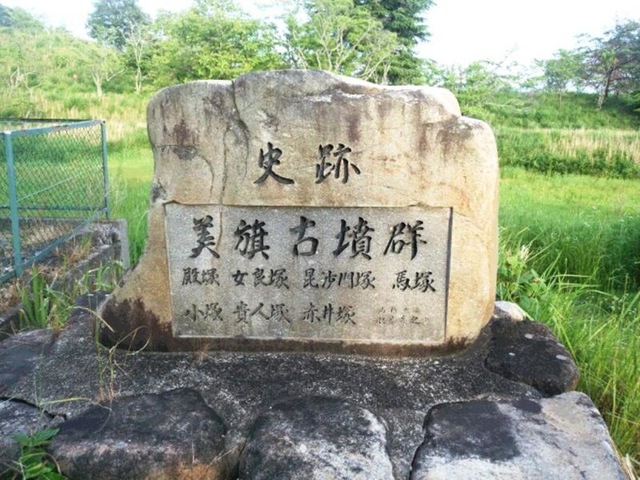 史跡
美旗古墳群
殿塚 女良塚 毘沙門塚 馬塚
小塚 貴人塚 赤井塚